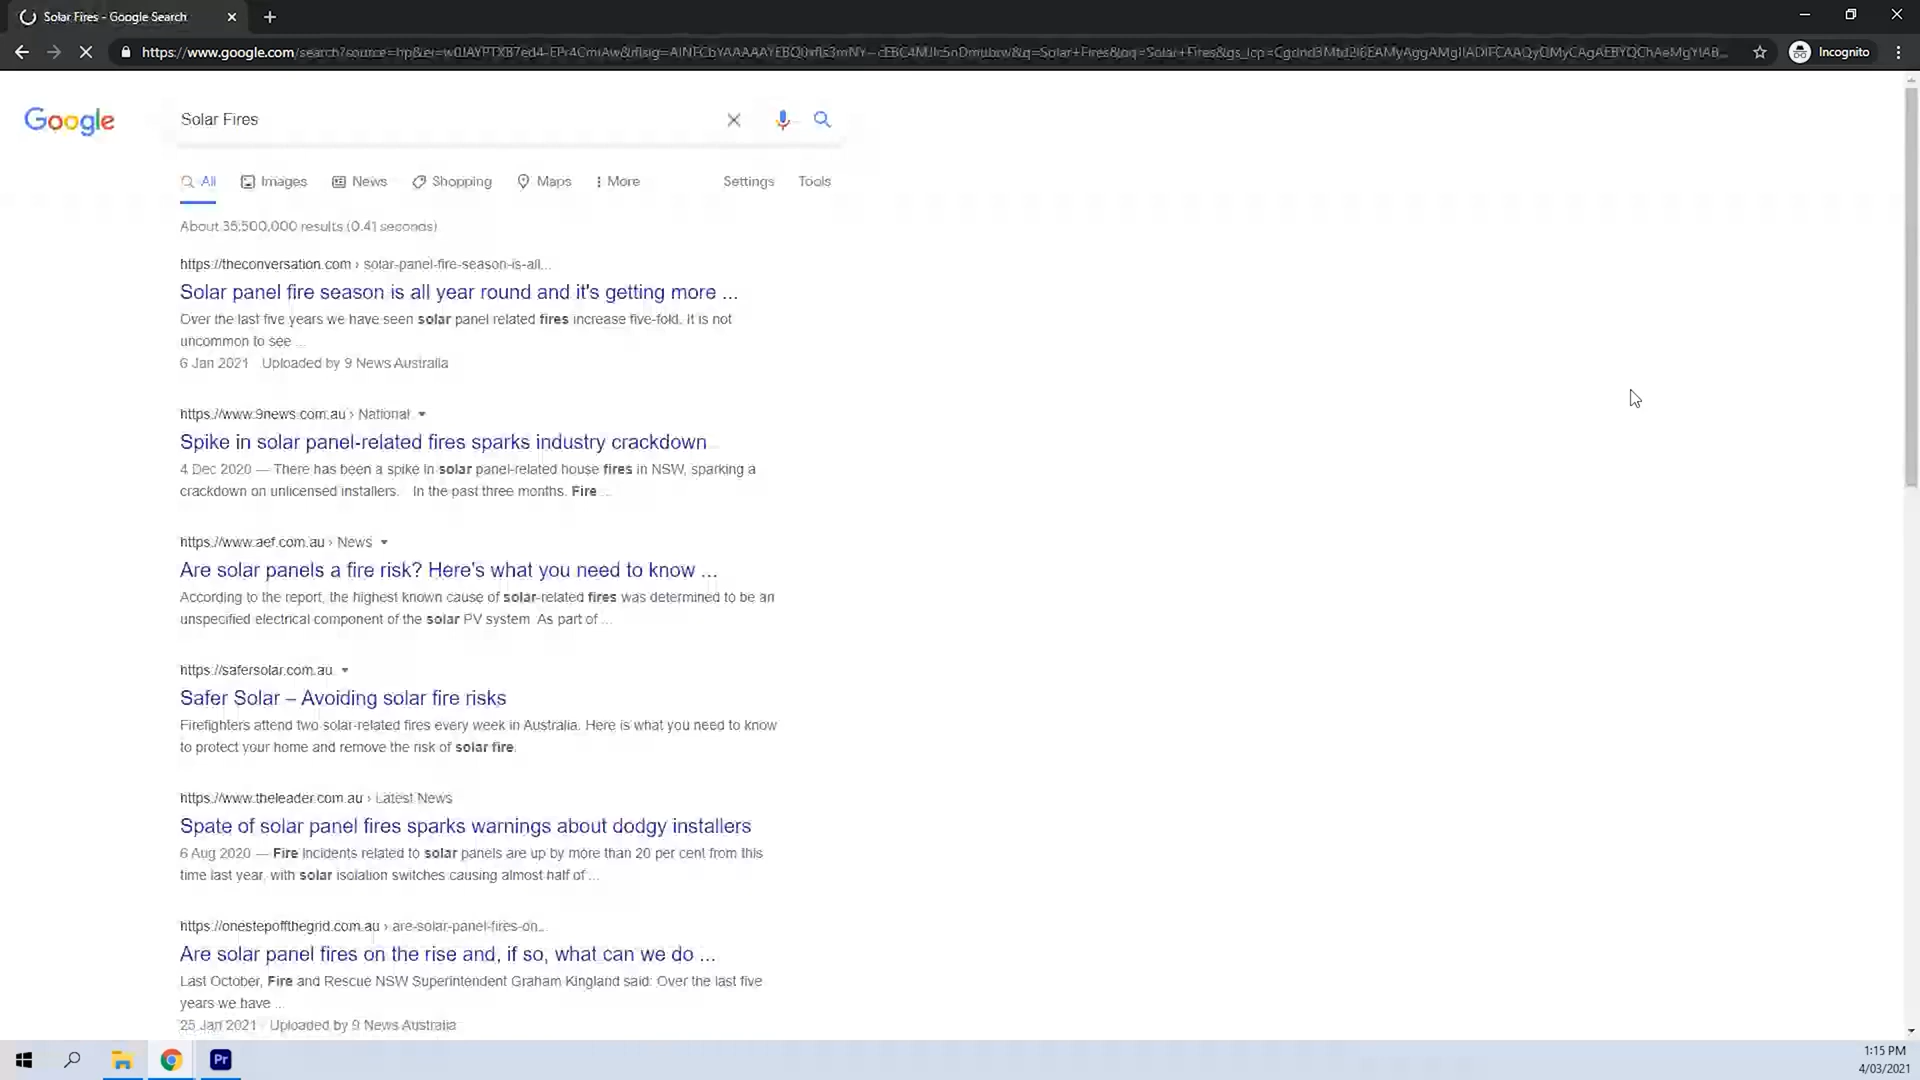 Solar Fires - Google Search
https://www.google.com
Incognito
Google
Solar Fires
All Images News Shopping Maps More Settings Tools
About 35,500,000 results (0.41 seconds)
https://theconversation.com › solar-panel-fire-season-is-all...
Solar panel fire season is all year round and it's getting more ...
Over the last five years we have seen solar panel related fires increase five-fold. It is not
uncommon to see ...
6 Jan 2021 Uploaded by 9 News Australia
https://www.9news.com.au › National
Spike in solar panel-related fires sparks industry crackdown
4 Dec 2020 — There has been a spike in solar panel-related house fires in NSW, sparking a
crackdown on unlicensed installers. In the past three months. Fire ...
https://www.aef.com.au › News
Are solar panels a fire risk? Here's what you need to know ...
According to the report, the highest known cause of solar-related fires was determined to be an
unspecified electrical component of the solar PV system As part of ...
https://safersolar.com.au
Safer Solar – Avoiding solar fire risks
Firefighters attend two solar-related fires every week in Australia. Here is what you need to know
to protect your home and remove the risk of solar fire.
https://www.theleader.com.au › Latest News
Spate of solar panel fires sparks warnings about dodgy installers
6 Aug 2020 — Fire incidents related to solar panels are up by more than 20 per cent from this
time last year, with solar isolation switches causing almost half of ...
https://onestepoffthegrid.com.au › are-solar-panel-fires-on...
Are solar panel fires on the rise and, if so, what can we do ...
Last October, Fire and Rescue NSW Superintendent Graham Kingland said: Over the last five
years we have ...
25 Jan 2021 Uploaded by 9 News Australia
Pr
1:15 PM
4/03/2021